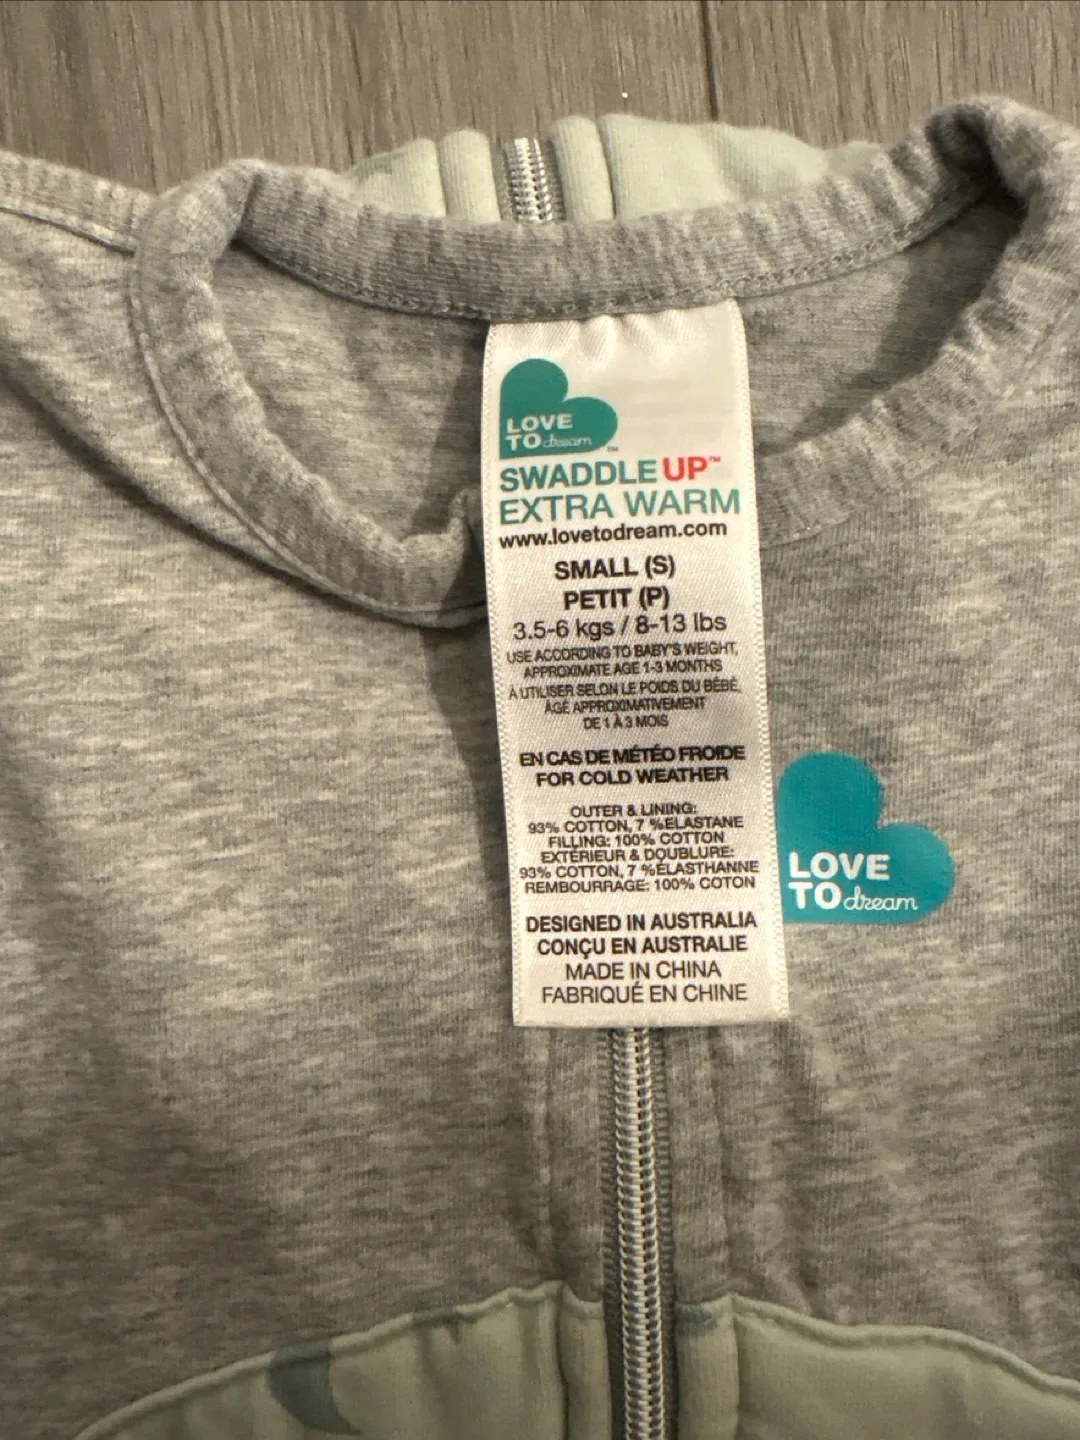 LOVE
TO dream™
SWADDLE UP™
EXTRA WARM
www.lovetodream.com
SMALL (S)
PETIT (P)
3.5-6 kgs / 8-13 lbs
USE ACCORDING TO BABY'S WEIGHT,
APPROXIMATE AGE 1-3 MONTHS
À UTILISER SELON LE POIDS DU BÉBÉ,
ÂGE APPROXIMATIVEMENT
DE 1 À 3 MOIS
EN CAS DE MÉTÉO FROIDE
FOR COLD WEATHER
OUTER & LINING:
93% COTTON, 7 %ELASTANE
FILLING: 100% COTTON
EXTÉRIEUR & DOUBLURE:
93% COTTON, 7 %ÉLASTHANNE
REMBOURRAGE: 100% COTON
DESIGNED IN AUSTRALIA
CONÇU EN AUSTRALIE
MADE IN CHINA
FABRIQUÉ EN CHINE
LOVE
TO dream